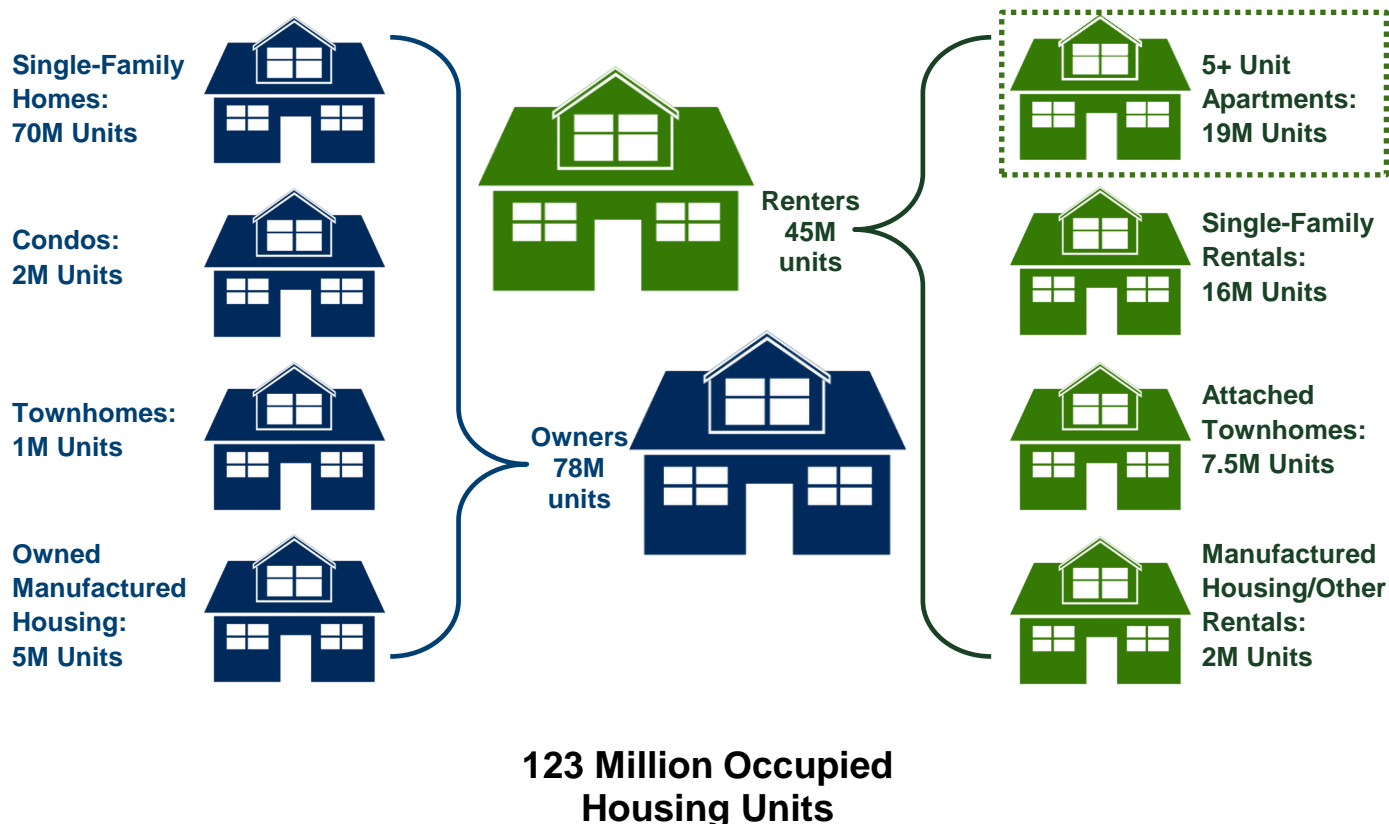 Single-Family
Homes:
70M Units
Condos:
2M Units
Townhomes:
1M Units
Owned
Manufactured
Housing:
5M Units
Renters
45M
units
Owners
78M
units
5+ Unit
Apartments:
19M Units
Single-Family
Rentals:
16M Units
Attached
Townhomes:
7.5M Units
Manufactured
Housing/Other
Rentals:
2M Units
123 Million Occupied
Housing Units